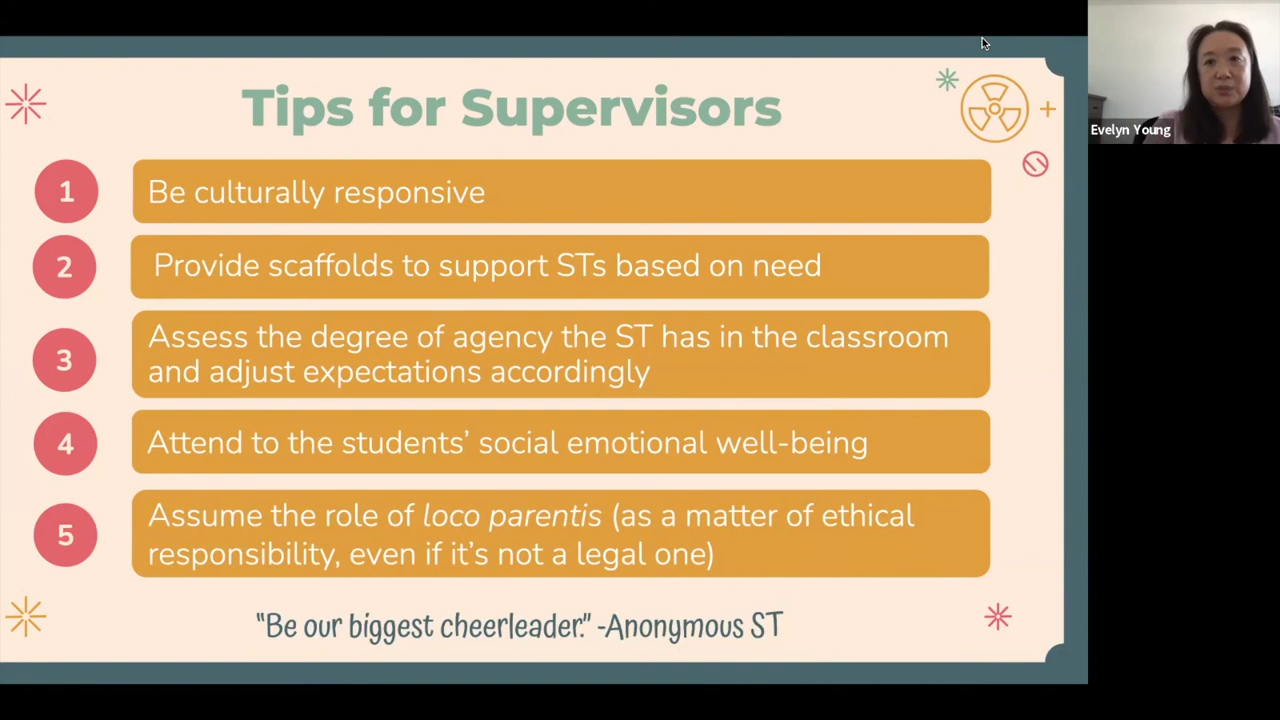 Tips for Supervisors
Evelyn Young
1
Be culturally responsive
2
Provide scaffolds to support STs based on need
3
Assess the degree of agency the ST has in the classroom
and adjust expectations accordingly
4
Attend to the students’ social emotional well-being
5
Assume the role of loco parentis (as a matter of ethical
responsibility, even if it’s not a legal one)
“Be our biggest cheerleader.” -Anonymous ST